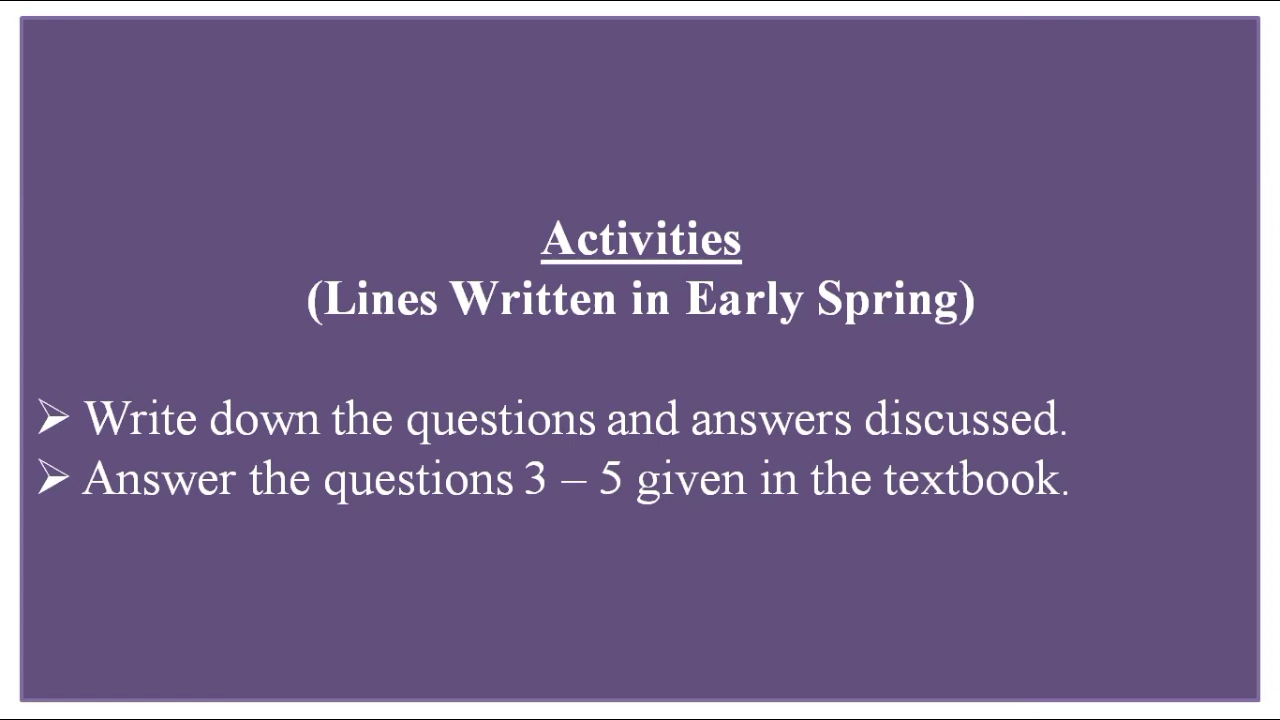 Activities
(Lines Written in Early Spring)
➢ Write down the questions and answers discussed.
➢ Answer the questions 3 – 5 given in the textbook.